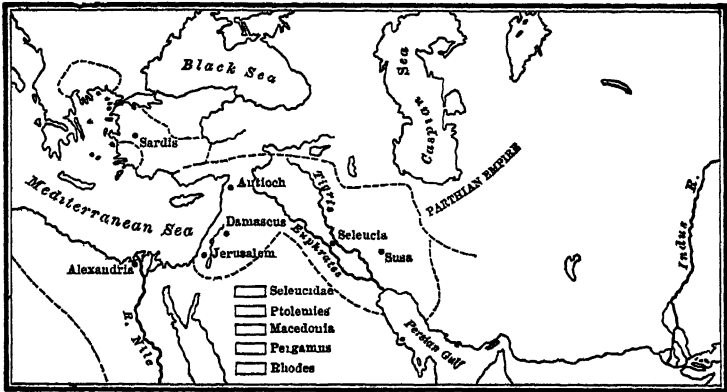 Black Sea
Caspian Sea
Sardis
PARTHIAN EMPIRE
Mediterranean Sea
Antioch
Tigris
Indus R.
Damascus
Seleucia
Euphrates
Susa
Jerusalem
Alexandria
R. Nile
Persian Gulf
Seleucidae
Ptolemies
Macedonia
Pergamus
Rhodes